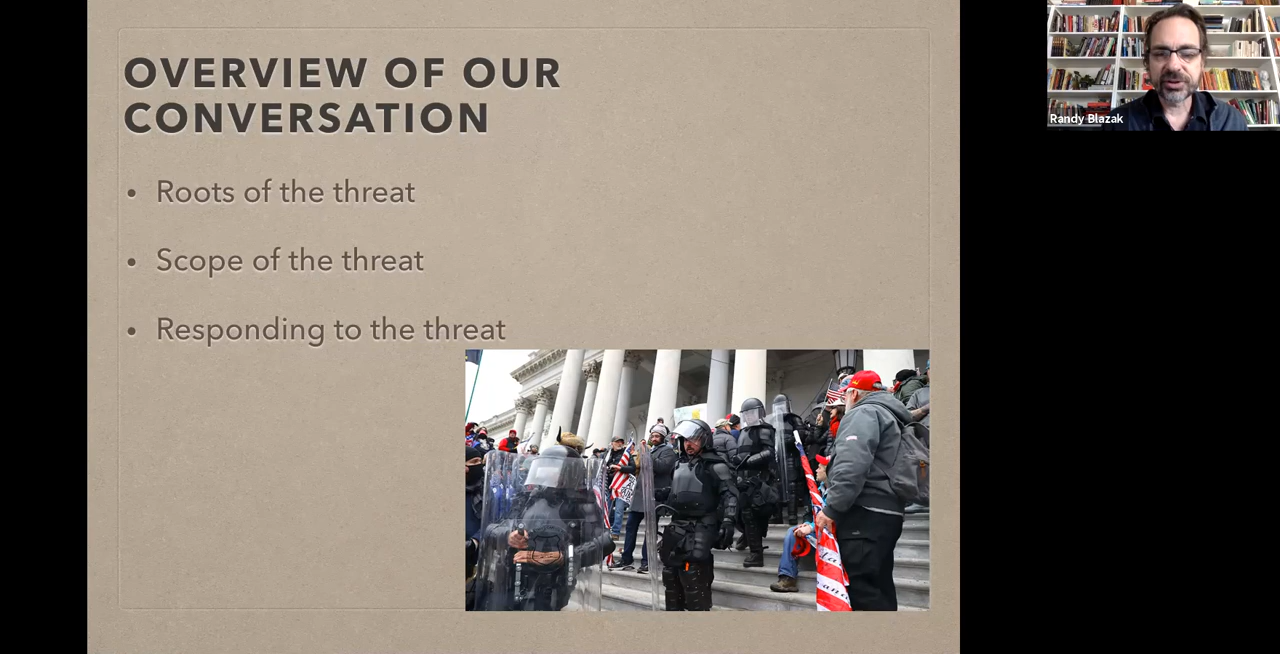 OVERVIEW OF OUR
CONVERSATION
• Roots of the threat
• Scope of the threat
• Responding to the threat
Randy Blazak